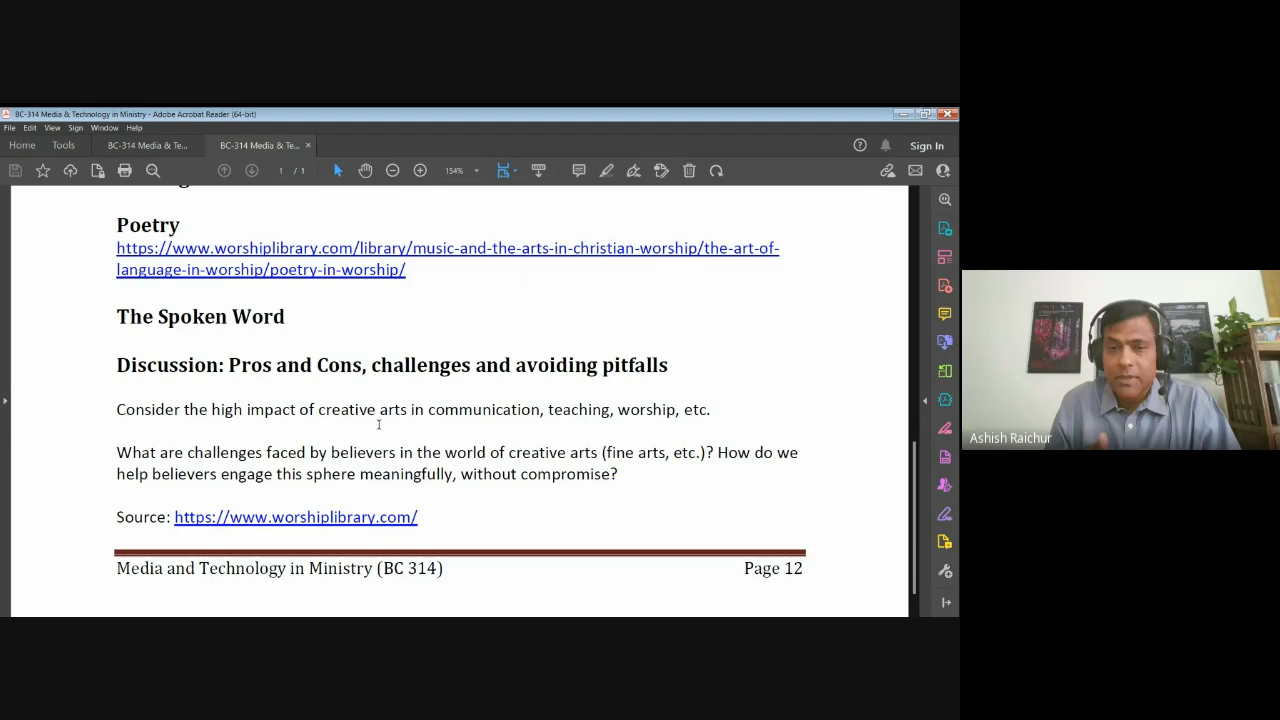 BC-314 Media & Technology in Ministry - Adobe Acrobat Reader (64-bit)
File Edit View Sign Window Help
Home Tools BC-314 Media & Te... BC-314 Media & Te... × Sign In
1 / 1 154%
Poetry
https://www.worshiplibrary.com/library/music-and-the-arts-in-christian-worship/the-art-of-
language-in-worship/poetry-in-worship/
The Spoken Word
Discussion: Pros and Cons, challenges and avoiding pitfalls
Consider the high impact of creative arts in communication, teaching, worship, etc.
What are challenges faced by believers in the world of creative arts (fine arts, etc.)? How do we
help believers engage this sphere meaningfully, without compromise?
Source: https://www.worshiplibrary.com/
Media and Technology in Ministry (BC 314) Page 12
Ashish Raichur